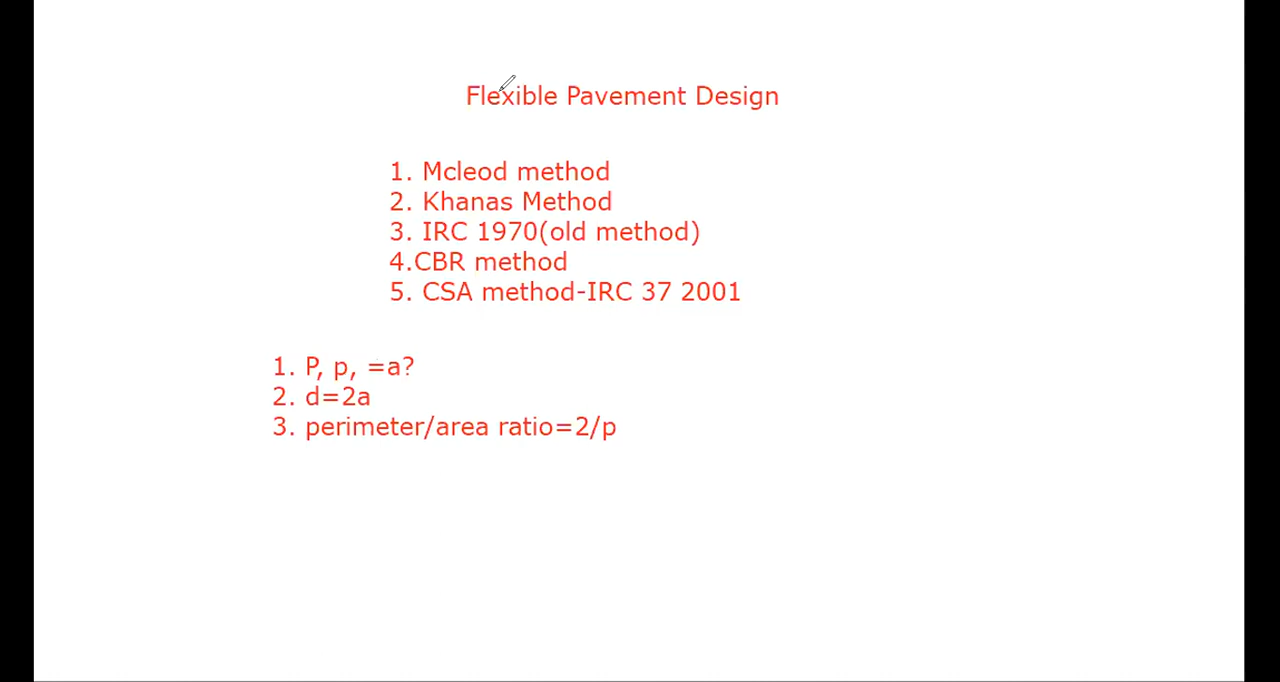 Flexible Pavement Design
1. Mcleod method
2. Khanas Method
3. IRC 1970(old method)
4.CBR method
5. CSA method-IRC 37 2001
1. P, p, =a?
2. d=2a
3. perimeter/area ratio=2/p